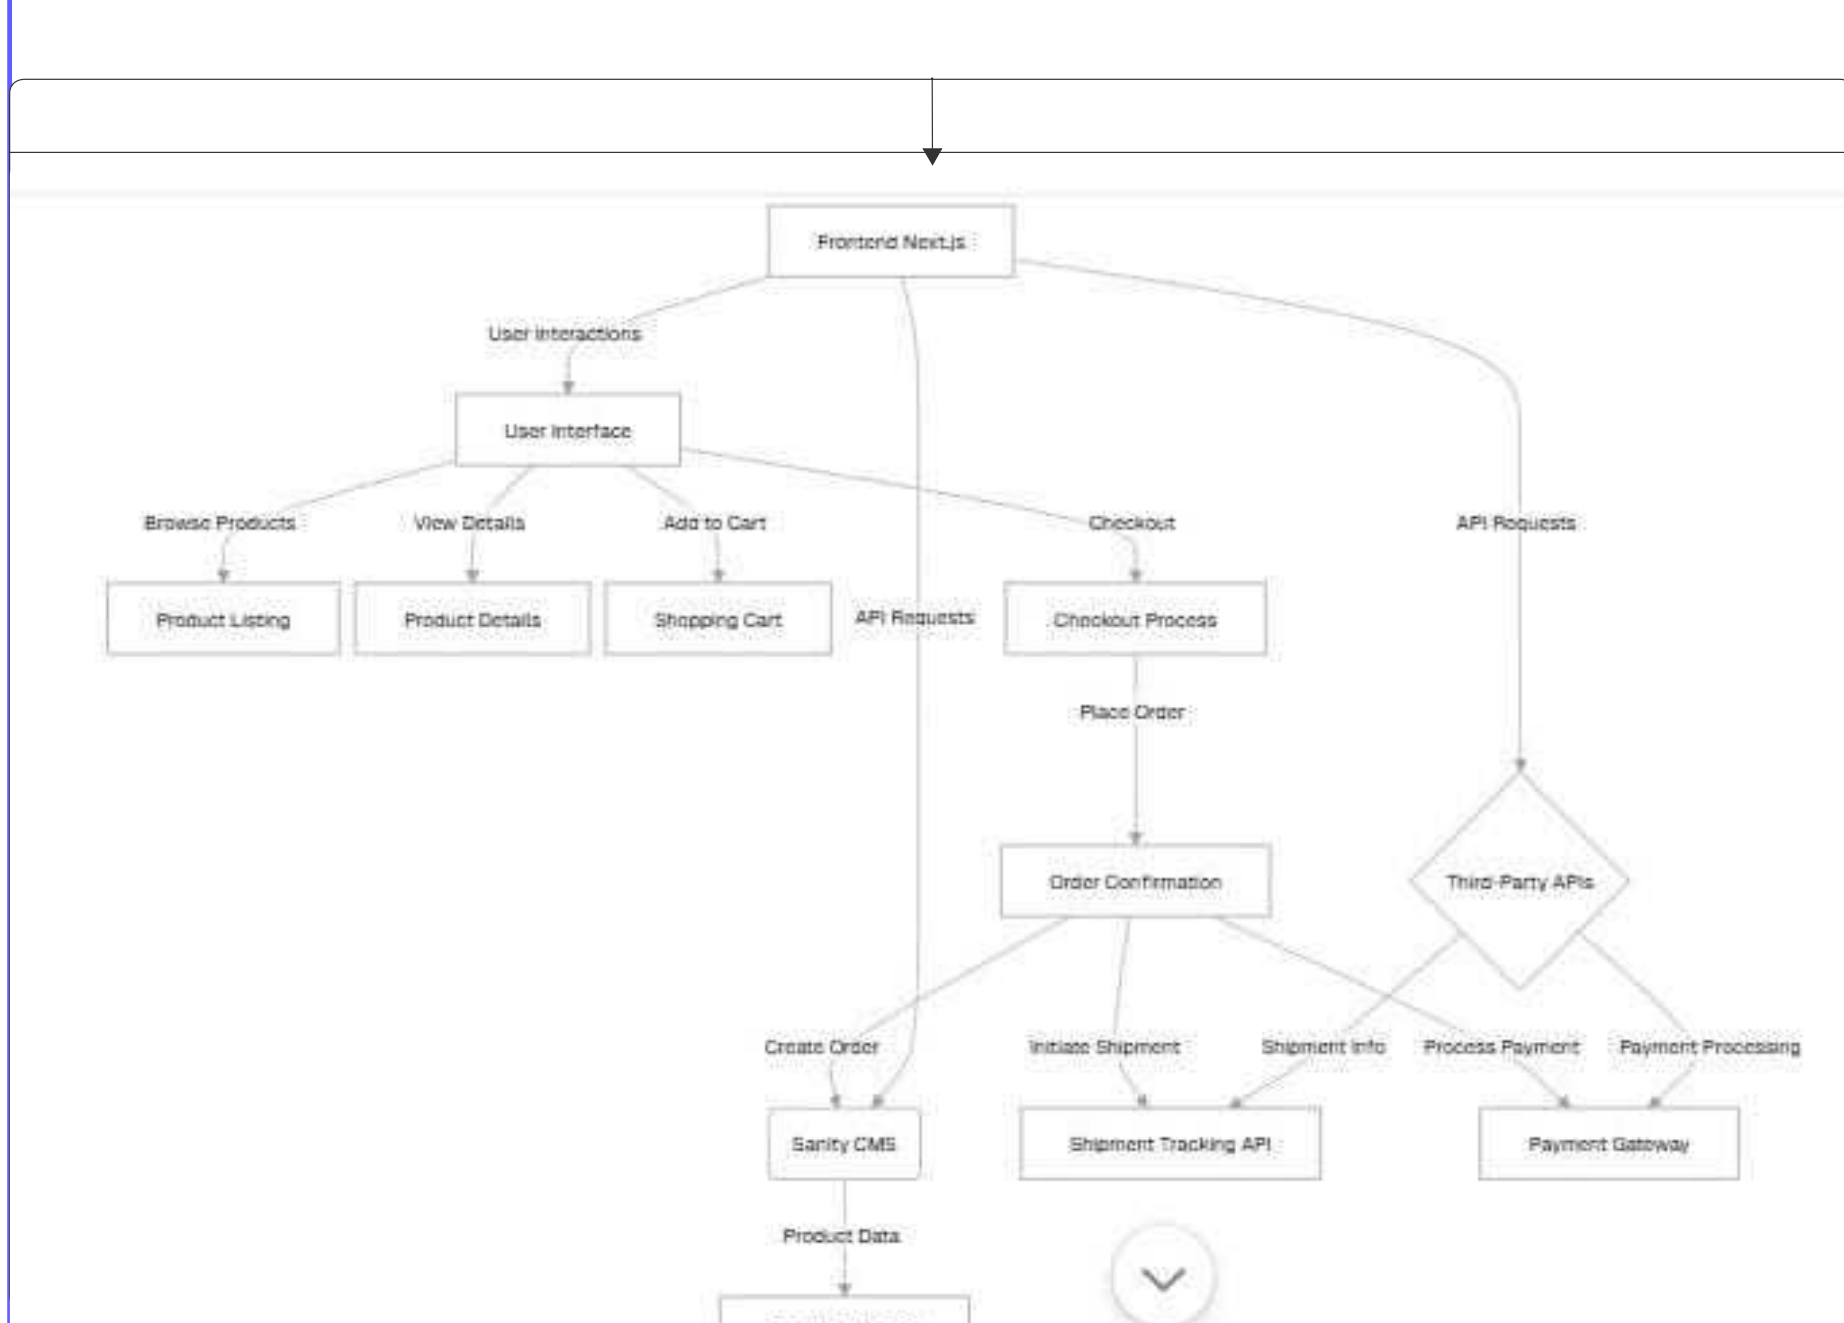 Frontend Next.js
User Interactions
User Interface
Browse Products
View Details
Add to Cart
Checkout
API Requests
Product Listing
Product Details
Shopping Cart
API Requests
Checkout Process
Place Order
Order Confirmation
Third-Party APIs
Create Order
Initiate Shipment
Shipment Info
Process Payment
Payment Processing
Sanity CMS
Shipment Tracking API
Payment Gateway
Product Data